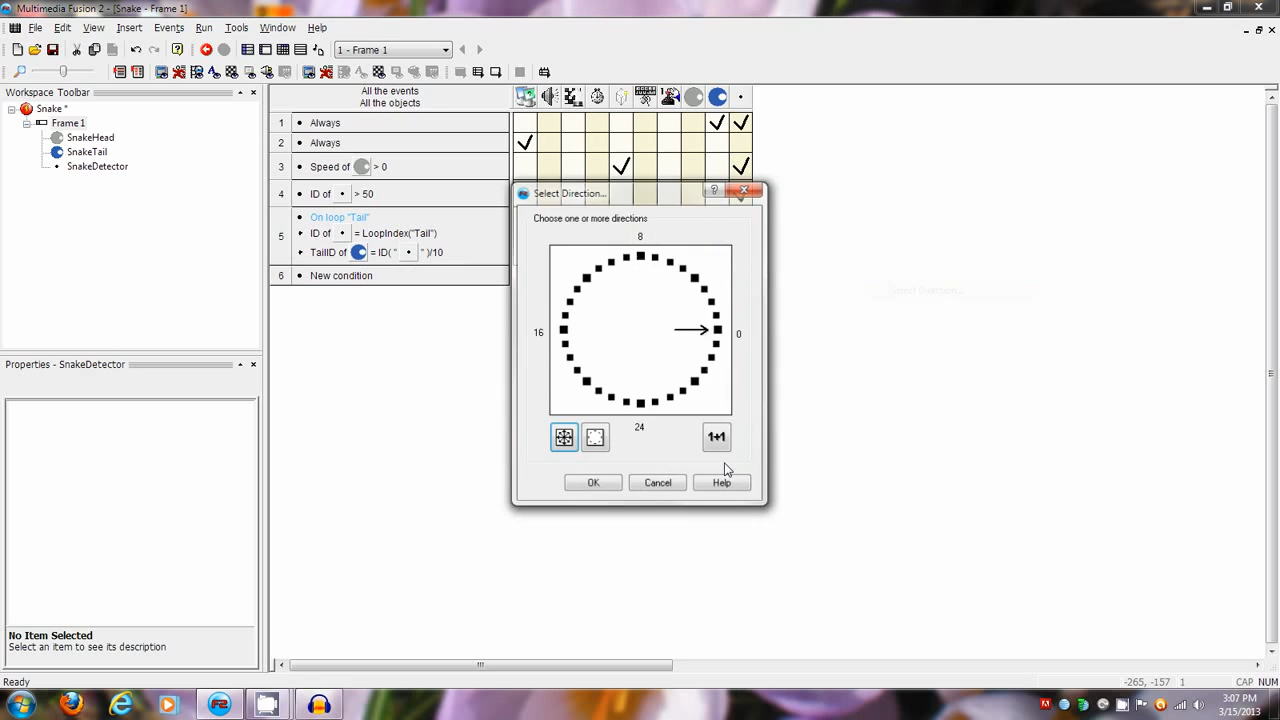 Multimedia Fusion 2 - [Snake - Frame 1]
File Edit View Insert Events Run Tools Window Help
1 - Frame 1
Workspace Toolbar
Snake *
Frame 1
SnakeHead
SnakeTail
SnakeDetector
Properties - SnakeDetector
No Item Selected
Select an item to see its description
All the events
All the objects
1 Always
2 Always
3 Speed of > 0
4 ID of > 50
On loop "Tail"
5 ID of = LoopIndex("Tail")
TailID of = ID( " " )/10
6 New condition
Select Direction...
Choose one or more directions
8
16
0
24
1+1
OK Cancel Help
Select Direction...
Ready
-265, -157 1 CAP NUM
3:07 PM
3/15/2013